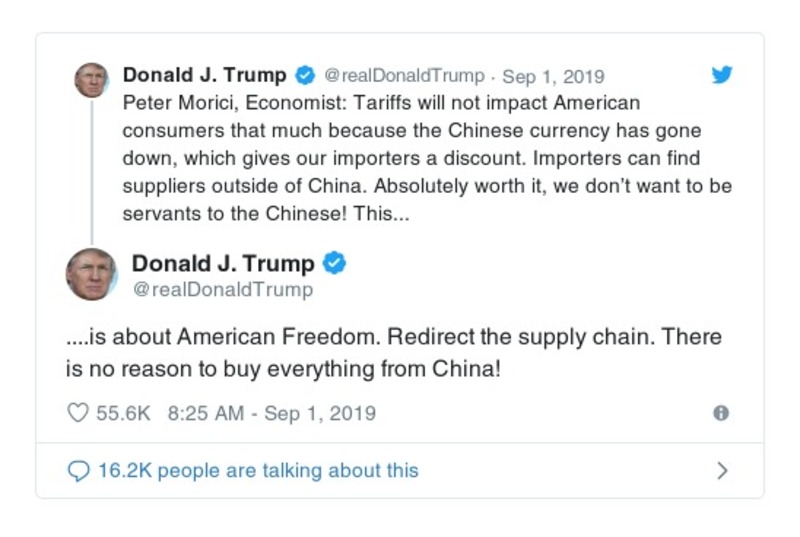 Donald J. Trump @realDonaldTrump · Sep 1, 2019
Peter Morici, Economist: Tariffs will not impact American
consumers that much because the Chinese currency has gone
down, which gives our importers a discount. Importers can find
suppliers outside of China. Absolutely worth it, we don’t want to be
servants to the Chinese! This...
Donald J. Trump
@realDonaldTrump
....is about American Freedom. Redirect the supply chain. There
is no reason to buy everything from China!
55.6K 8:25 AM - Sep 1, 2019
16.2K people are talking about this